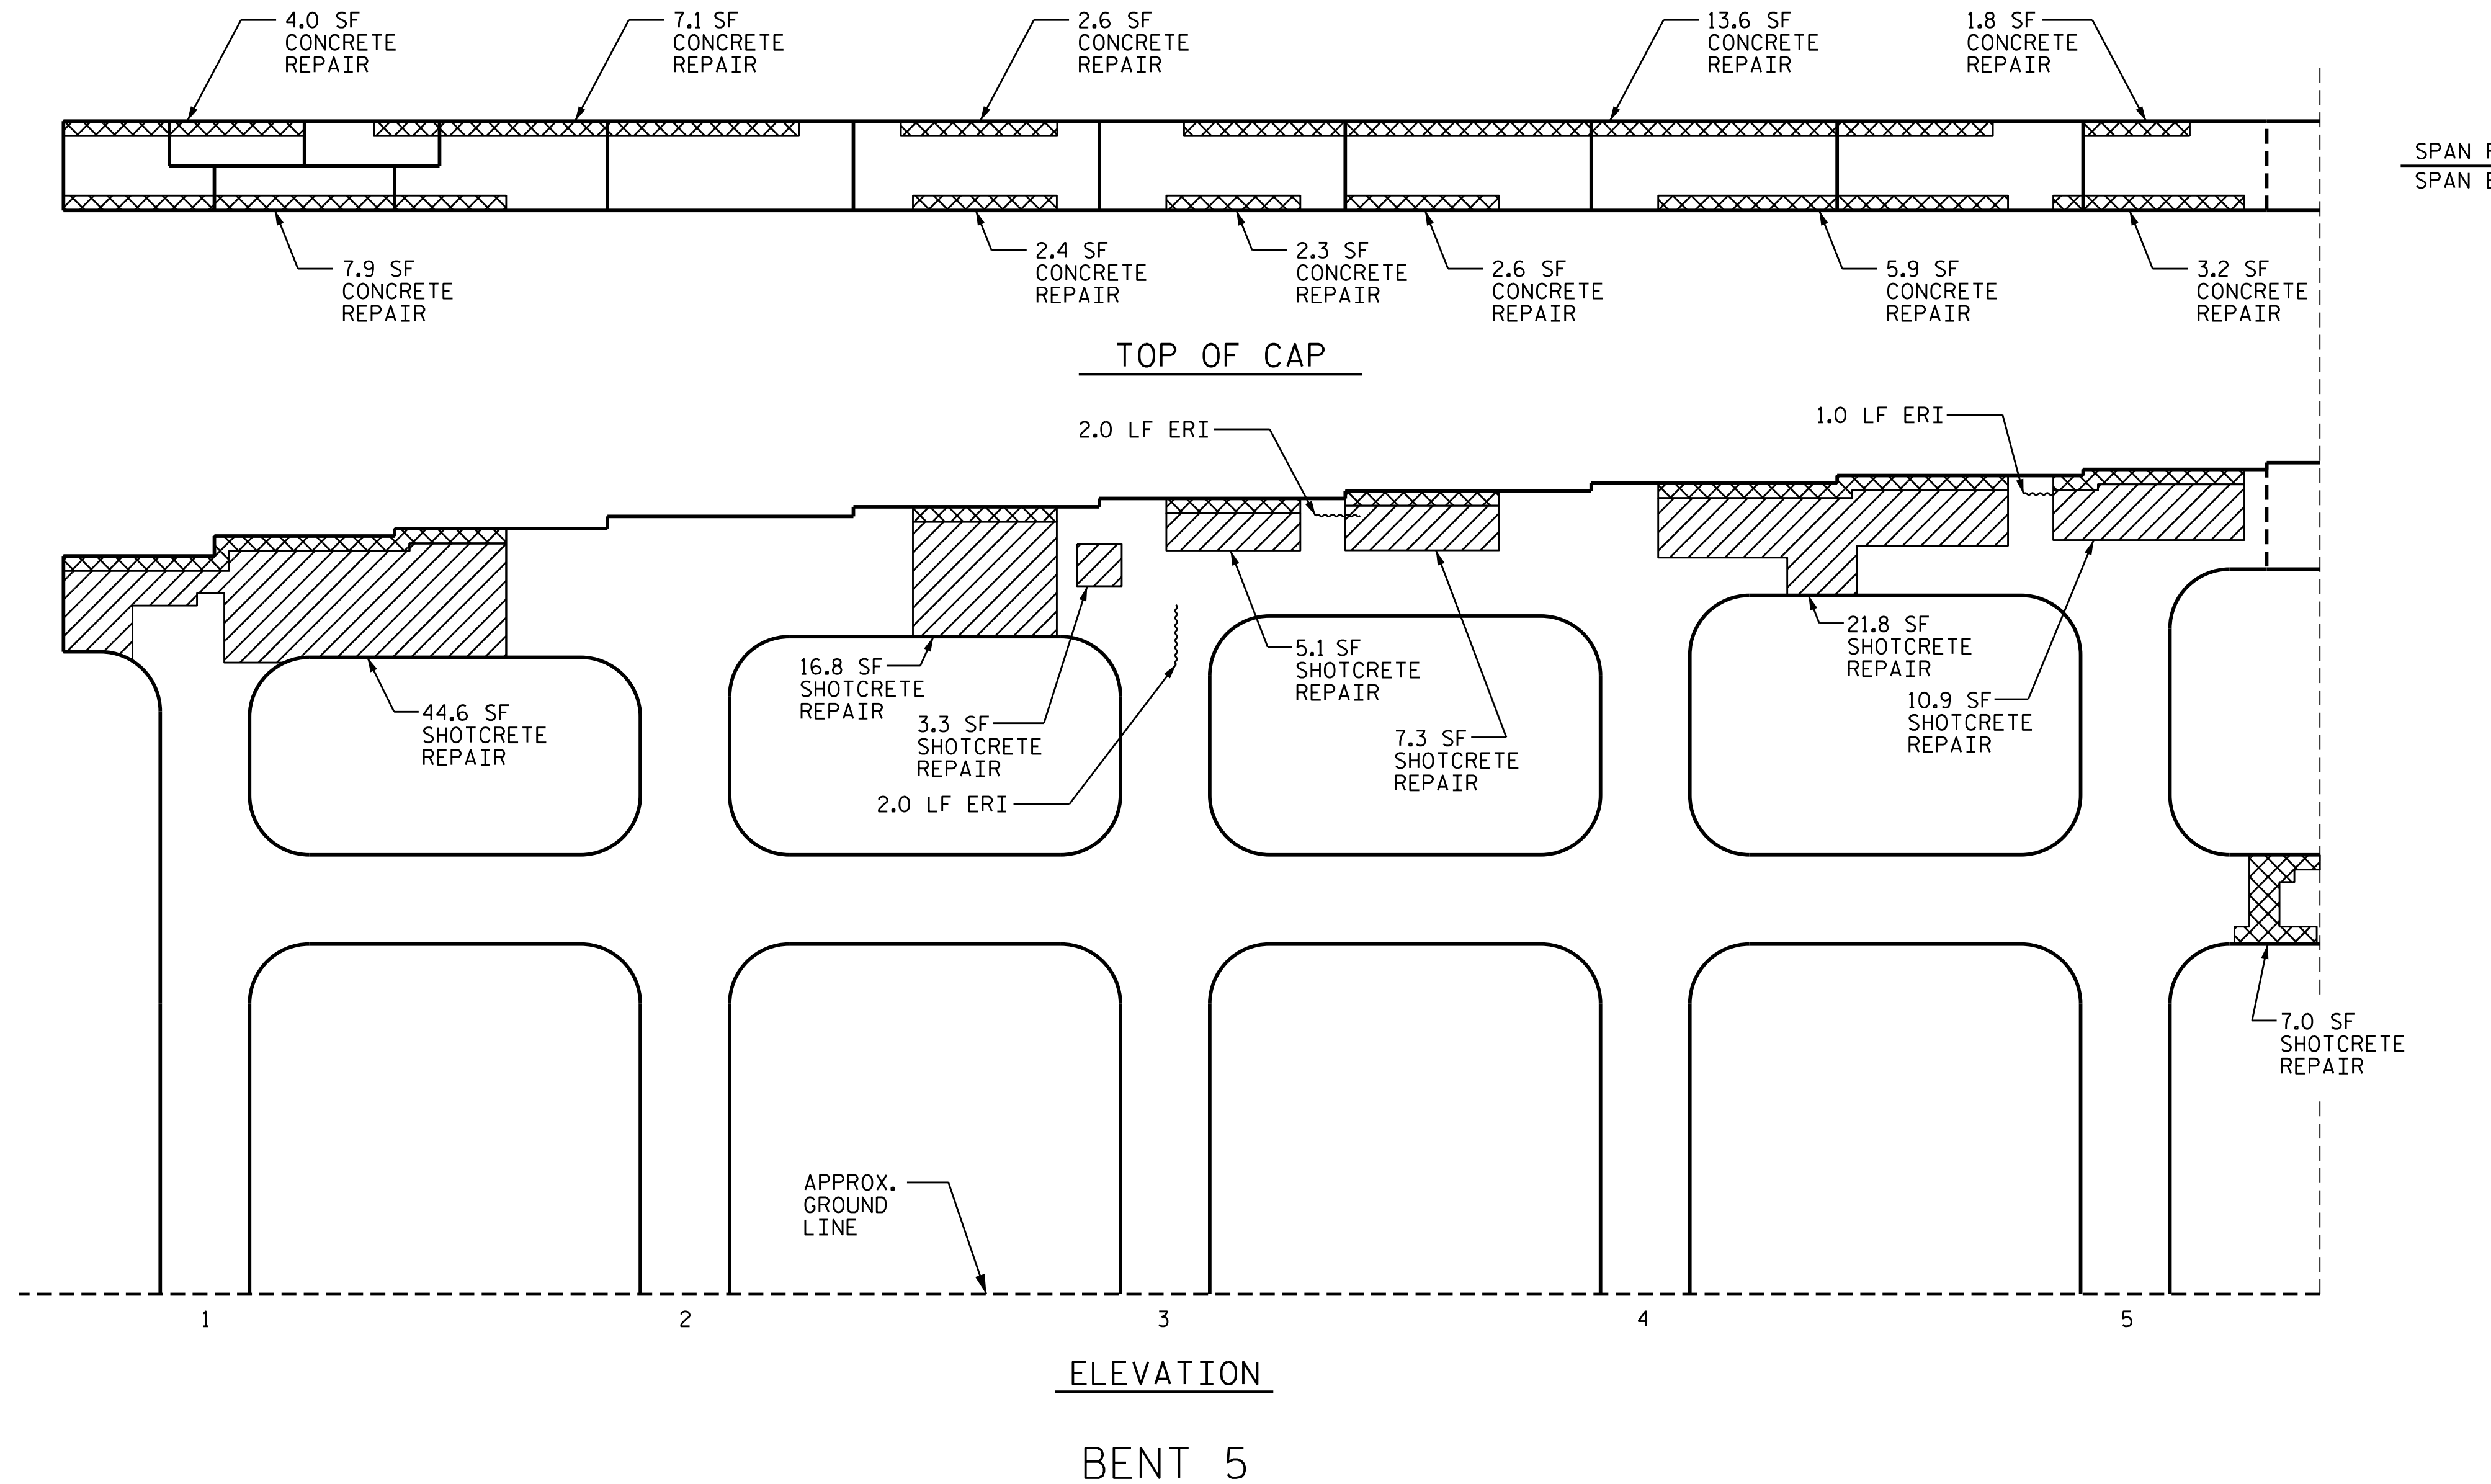 4.0 SF
CONCRETE
REPAIR
7.1 SF
CONCRETE
REPAIR
2.6 SF
CONCRETE
REPAIR
13.6 SF
CONCRETE
REPAIR
1.8 SF
CONCRETE
REPAIR
SPAN
SPAN
7.9 SF
CONCRETE
REPAIR
2.4 SF
CONCRETE
REPAIR
2.3 SF
CONCRETE
REPAIR
2.6 SF
CONCRETE
REPAIR
5.9 SF
CONCRETE
REPAIR
3.2 SF
CONCRETE
REPAIR
TOP OF CAP
2.0 LF ERI
1.0 LF ERI
44.6 SF
SHOTCRETE
REPAIR
16.8 SF
SHOTCRETE
REPAIR
3.3 SF
SHOTCRETE
REPAIR
2.0 LF ERI
5.1 SF
SHOTCRETE
REPAIR
7.3 SF
SHOTCRETE
REPAIR
21.8 SF
SHOTCRETE
REPAIR
10.9 SF
SHOTCRETE
REPAIR
7.0 SF
SHOTCRETE
REPAIR
APPROX.
GROUND
LINE
1 2 3 4 5
ELEVATION
BENT 5